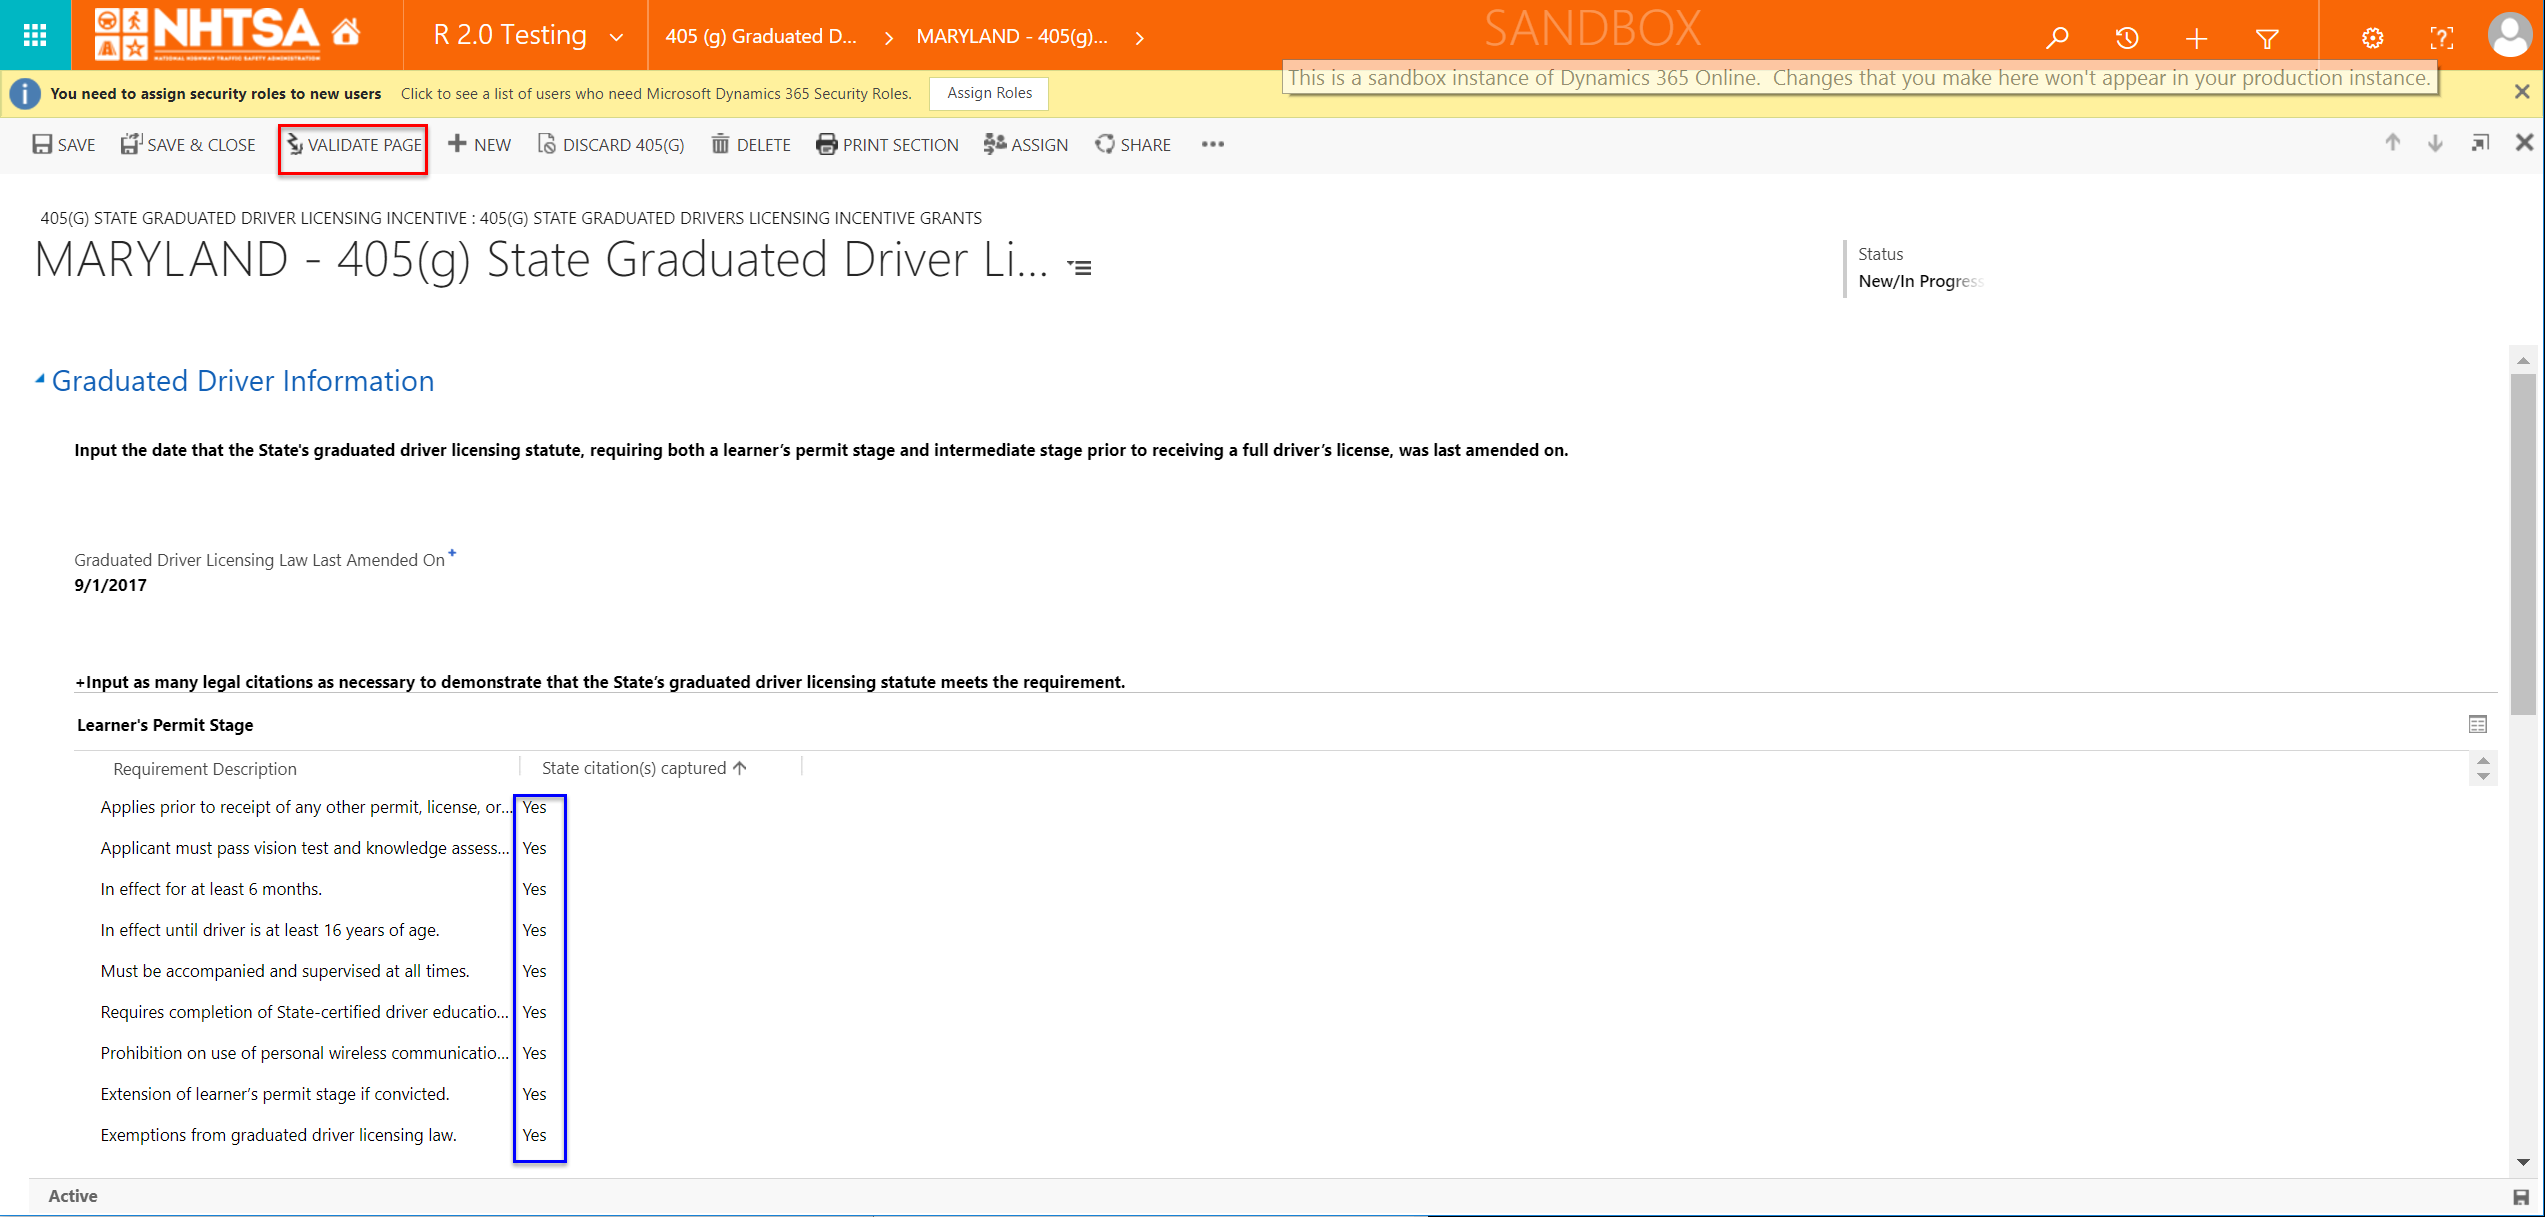 NHTSA
NATIONAL HIGHWAY TRAFFIC SAFETY ADMINISTRATION
R 2.0 Testing
405 (g) Graduated D...
MARYLAND - 405(g)...
SANDBOX
This is a sandbox instance of Dynamics 365 Online.  Changes that you make here won't appear in your production instance.
You need to assign security roles to new users
Click to see a list of users who need Microsoft Dynamics 365 Security Roles.
Assign Roles
SAVE
SAVE & CLOSE
VALIDATE PAGE
NEW
DISCARD 405(G)
DELETE
PRINT SECTION
ASSIGN
SHARE
405(G) STATE GRADUATED DRIVER LICENSING INCENTIVE : 405(G) STATE GRADUATED DRIVERS LICENSING INCENTIVE GRANTS
MARYLAND - 405(g) State Graduated Driver Li...
Status
New/In Progress
Graduated Driver Information
Input the date that the State's graduated driver licensing statute, requiring both a learner’s permit stage and intermediate stage prior to receiving a full driver’s license, was last amended on.
Graduated Driver Licensing Law Last Amended On +
9/1/2017
+Input as many legal citations as necessary to demonstrate that the State’s graduated driver licensing statute meets the requirement.
Learner's Permit Stage
Requirement Description State citation(s) captured ↑
Applies prior to receipt of any other permit, license, or... Yes
Applicant must pass vision test and knowledge assess... Yes
In effect for at least 6 months. Yes
In effect until driver is at least 16 years of age. Yes
Must be accompanied and supervised at all times. Yes
Requires completion of State-certified driver educatio... Yes
Prohibition on use of personal wireless communicatio... Yes
Extension of learner’s permit stage if convicted. Yes
Exemptions from graduated driver licensing law. Yes
Active